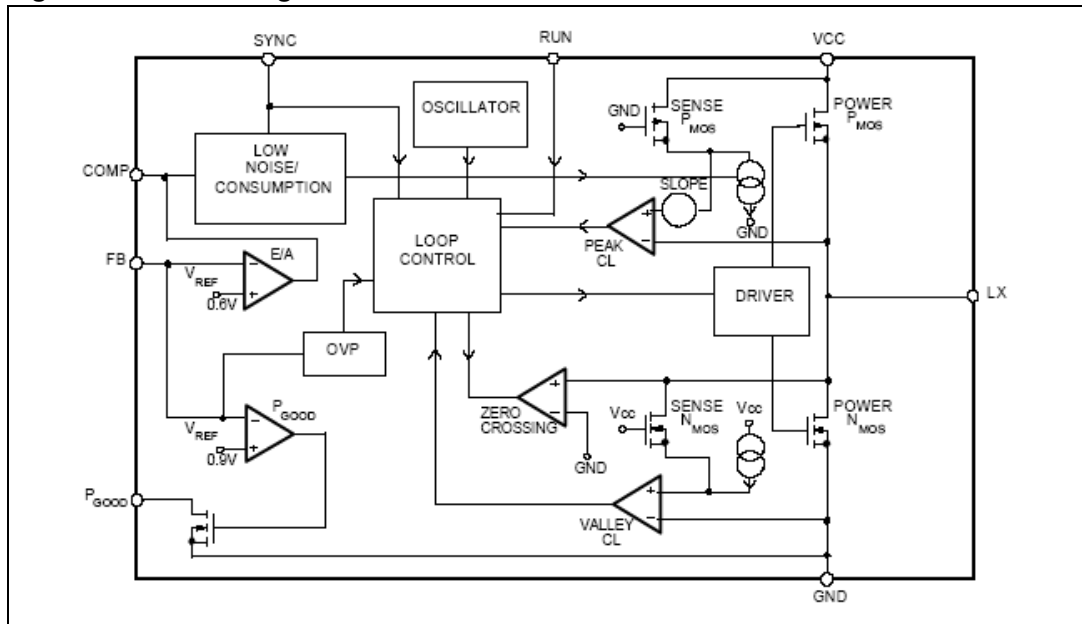 SYNC
RUN
VCC
OSCILLATOR
GND
SENSE
PMOS
POWER
PMOS
COMP
LOW
NOISE/
CONSUMPTION
SLOPE
GND
LOOP
CONTROL
PEAK
CL
E/A
FB
VREF
0.6V
DRIVER
LX
OVP
PGOOD
VREF
0.9V
ZERO
CROSSING
GND
Vcc
SENSE
NMOS
Vcc
POWER
NMOS
PGOOD
VALLEY
CL
GND